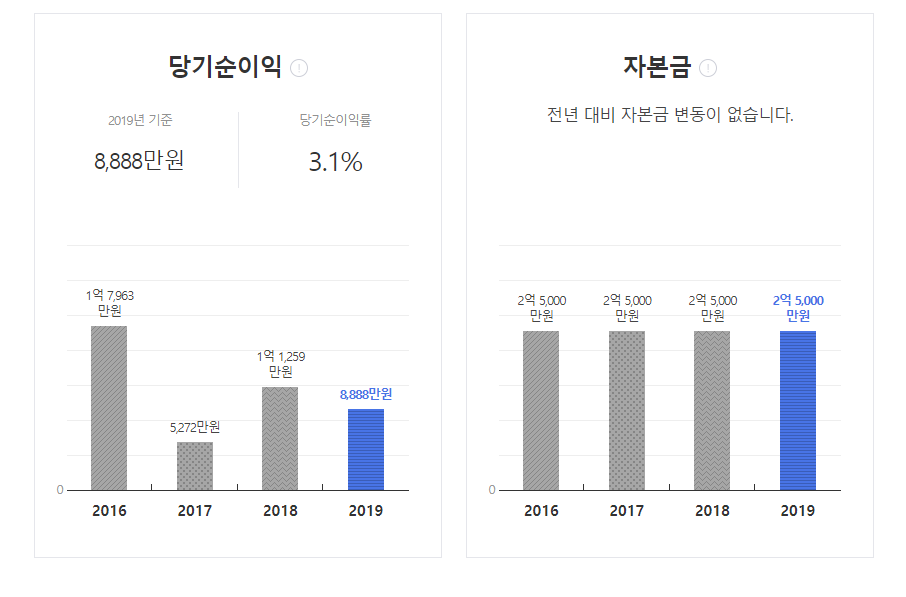 당기순이익
2019년 기준
8,888만원
당기순이익률
3.1%
1억 7,963
만원
5,272만원
1억 1,259
만원
8,888만원
0
2016 2017 2018 2019
자본금
전년 대비 자본금 변동이 없습니다.
2억 5,000
만원
2억 5,000
만원
2억 5,000
만원
2억 5,000
만원
0
2016 2017 2018 2019